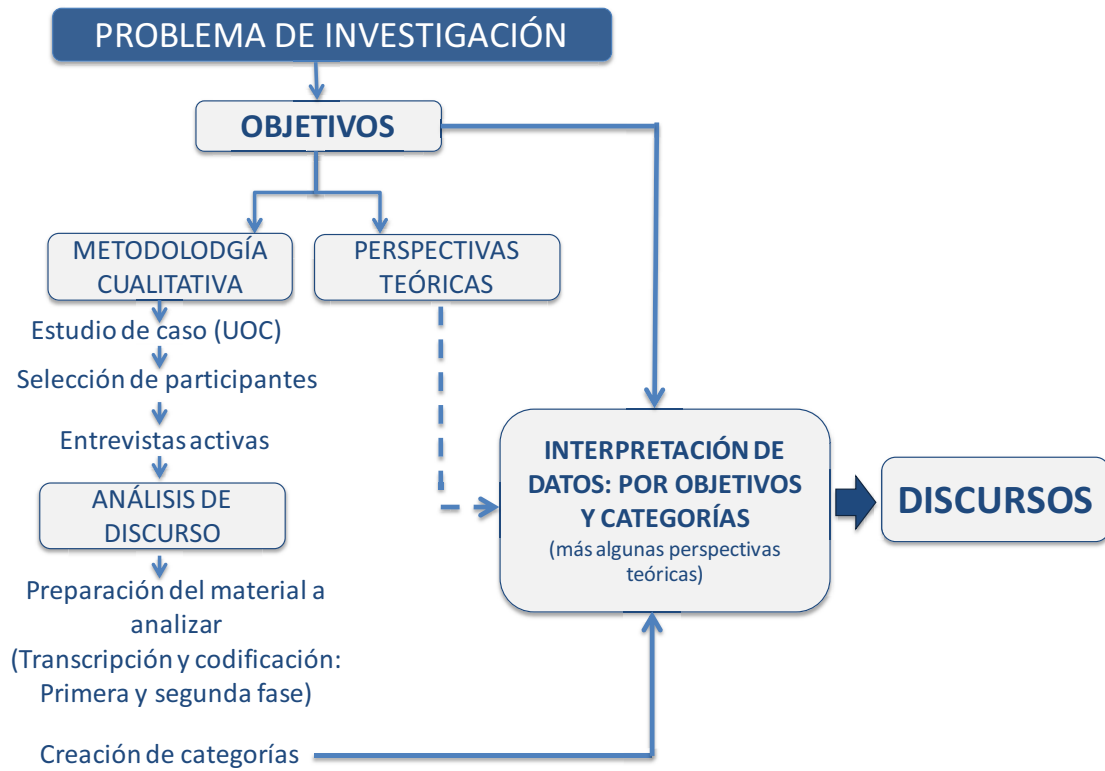 PROBLEMA DE INVESTIGACIÓN
OBJETIVOS
METODOLODGÍA
CUALITATIVA
PERSPECTIVAS
TEÓRICAS
Estudio de caso (UOC)
Selección de participantes
Entrevistas activas
ANÁLISIS DE
DISCURSO
Preparación del material a
analizar
(Transcripción y codificación:
Primera y segunda fase)
Creación de categorías
INTERPRETACIÓN DE
DATOS: POR OBJETIVOS
Y CATEGORÍAS
(más algunas perspectivas
teóricas)
DISCURSOS